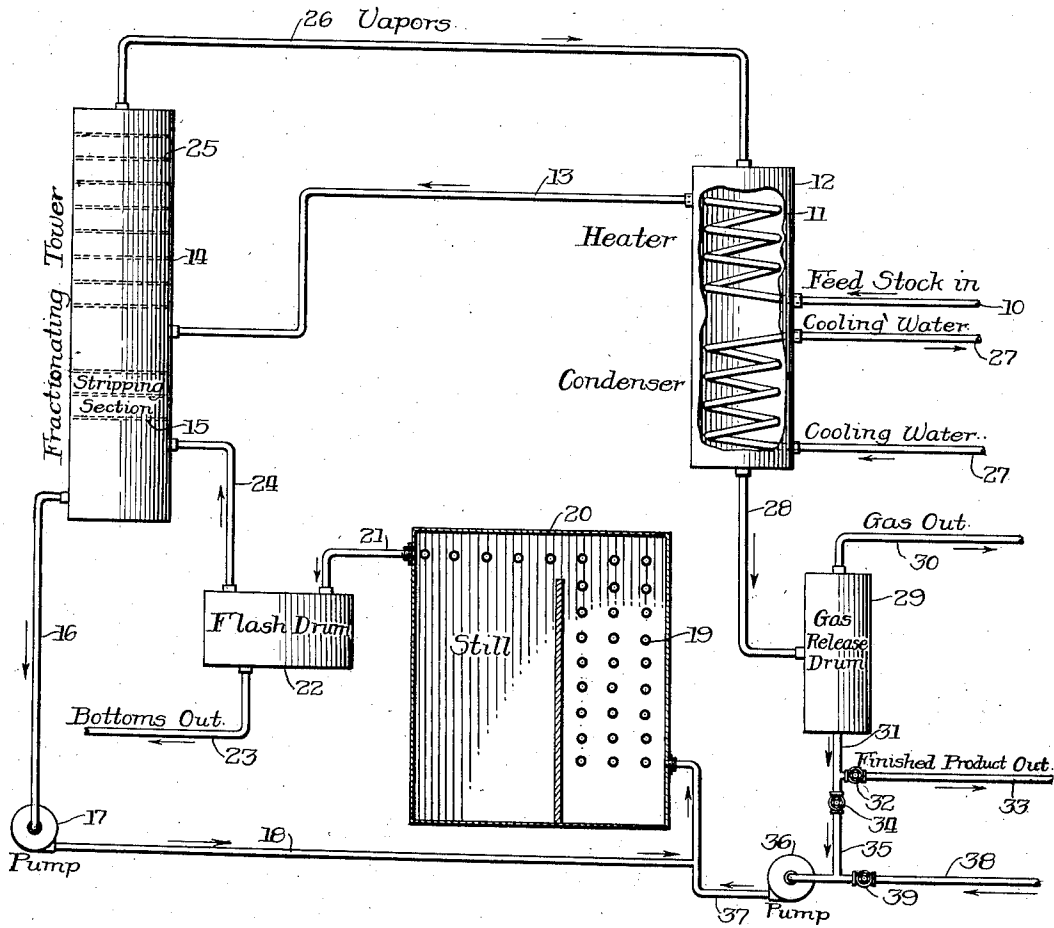 26 Vapors
25
13
12
11
Heater
Fractionating Tower
14
Feed Stock in
10
Cooling Water
27
Condenser
Stripping
Section
15
Cooling Water
27
24
28
20
21
Gas Out
30
29
16
Flash Drum
Still
19
Gas
Release
Drum
22
Bottoms Out
23
31
Finished Product Out
32
33
34
17
18
35
36
38
Pump
39
37
Pump